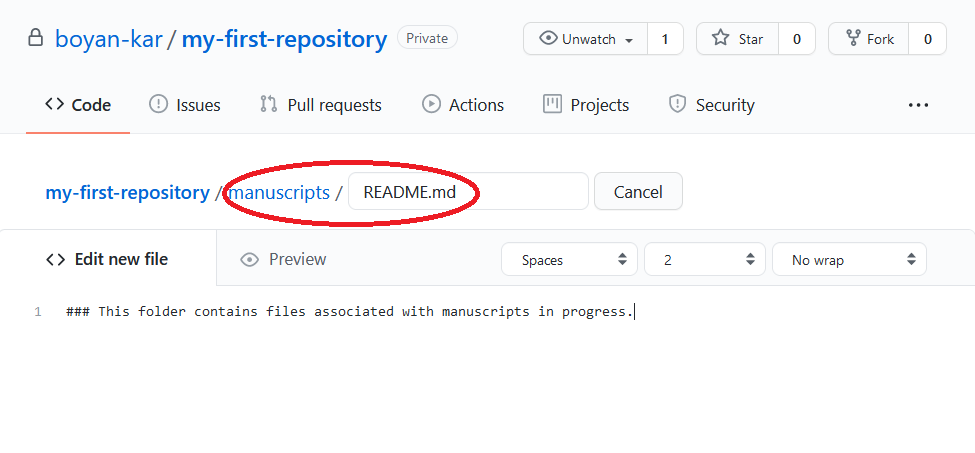 boyan-kar / my-first-repository Private Unwatch 1 Star 0 Fork 0
Code Issues Pull requests Actions Projects Security ...
my-first-repository / manuscripts / README.md Cancel
<> Edit new file Preview Spaces 2 No wrap
1 ### This folder contains files associated with manuscripts in progress.